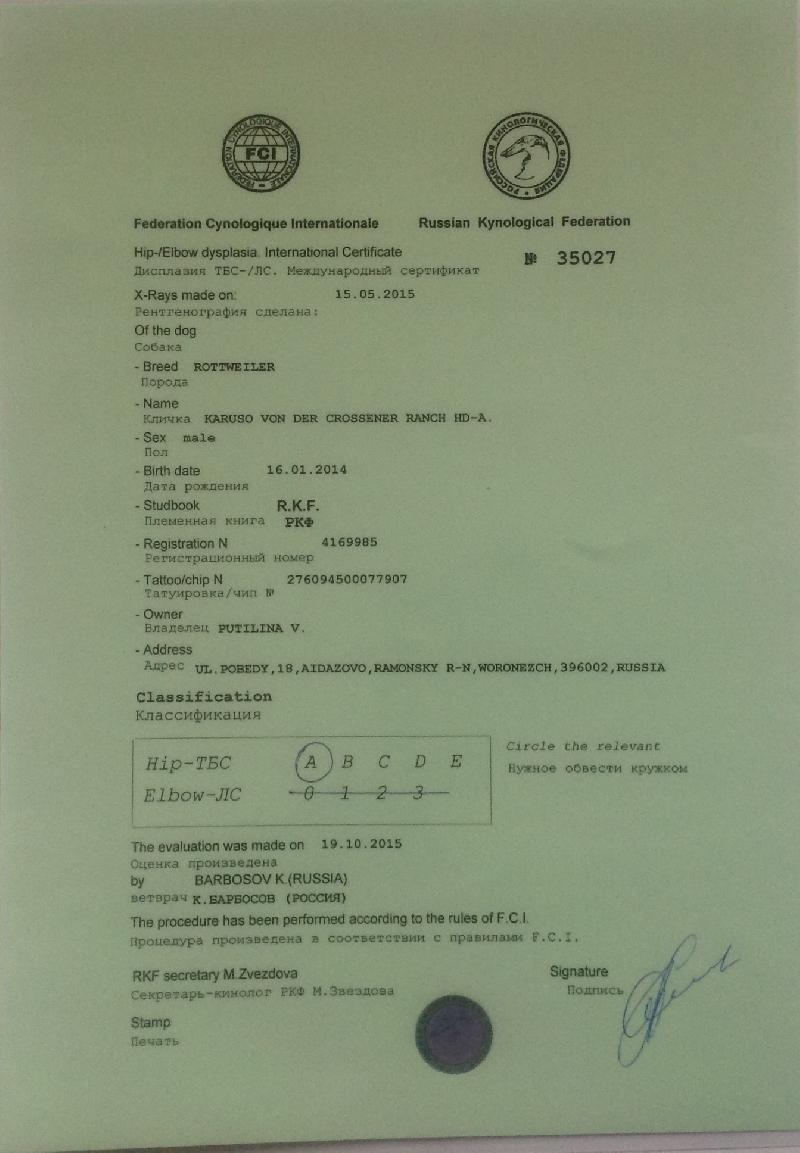 FEDERATION CYNOLOGIQUE INTERNATIONALE
FCI
РОССИЙСКАЯ КИНОЛОГИЧЕСКАЯ ФЕДЕРАЦИЯ
Federation Cynologique Internationale Russian Kynological Federation
Hip-/Elbow dysplasia. International Certificate № 35027
Дисплазия ТБС-/ЛС. Международный сертификат
X-Rays made on: 15.05.2015
Рентгенография сделана:
Of the dog
Собака
- Breed ROTTWEILER
Порода
- Name
Кличка KARUSO VON DER CROSSENER RANCH HD-A.
- Sex male
Пол
- Birth date 16.01.2014
Дата рождения
- Studbook R.K.F.
Племенная книга РКФ
- Registration N 4169985
Регистрационный номер
- Tattoo/chip N 276094500077907
Татуировка/чип №
- Owner
Владелец PUTILINA V.
- Address
Адрес UL.POBEDY,18,AIDAZOVO,RAMONSKY R-N,WORONEZCH,396002,RUSSIA
Classification
Классификация
Hip-ТБС A B C D E Circle the relevant
Нужное обвести кружком
Elbow-ЛС 0 1 2 3
The evaluation was made on 19.10.2015
Оценка произведена
by BARBOSOV K.(RUSSIA)
ветврач К.БАРБОСОВ (РОССИЯ)
The procedure has been performed according to the rules of F.C.I.
Процедура произведена в соответствии с правилами F.C.I.
RKF secretary M.Zvezdova Signature
Секретарь-кинолог РКФ М.Звездова Подпись
Stamp
Печать